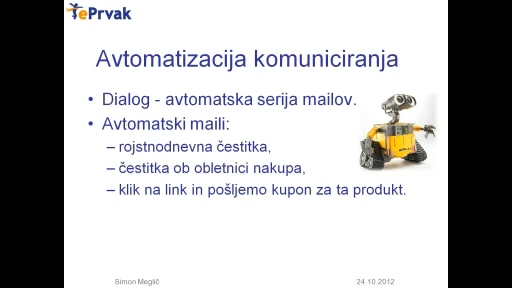 ePrvak
Avtomatizacija komuniciranja
• Dialog - avtomatska serija mailov.
• Avtomatski maili:
– rojstnodnevna čestitka,
– čestitka ob obletnici nakupa,
– klik na link in pošljemo kupon za ta produkt.
Simon Meglič
24.10.2012